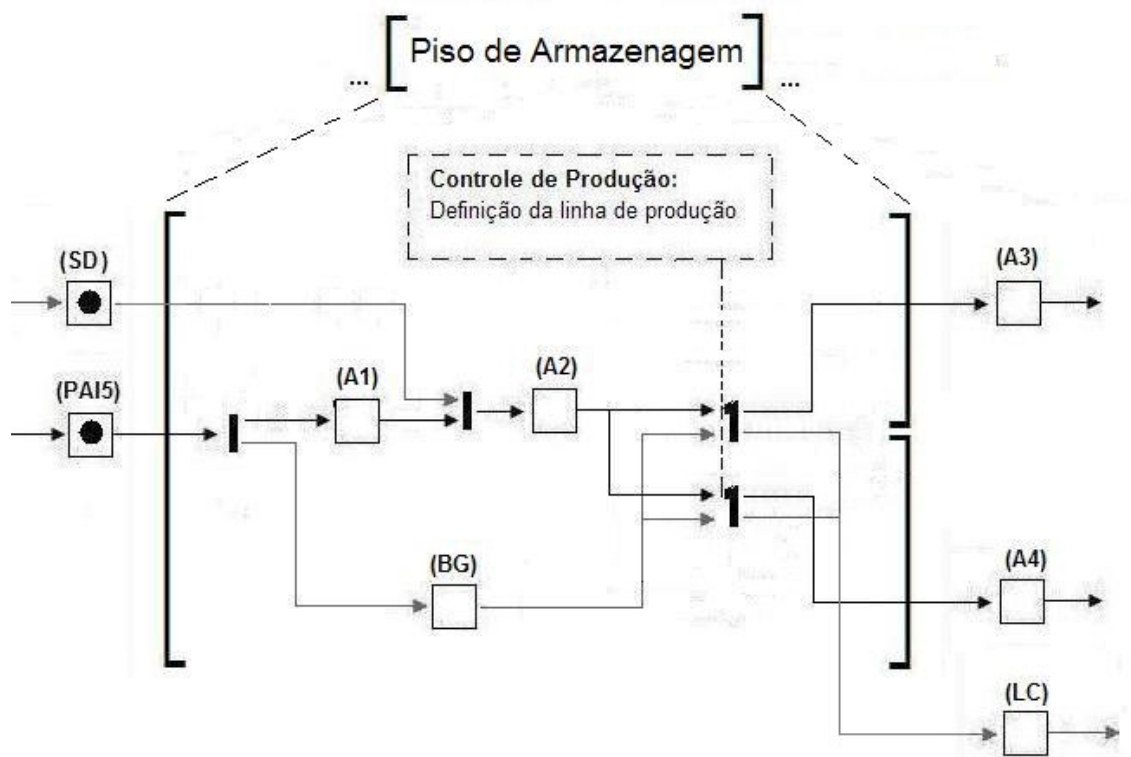 Piso de Armazenagem
... ...
Controle de Produção:
Definição da linha de produção
(SD)
(A3)
(PAI5)
(A1)
(A2)
(BG)
(A4)
(LC)